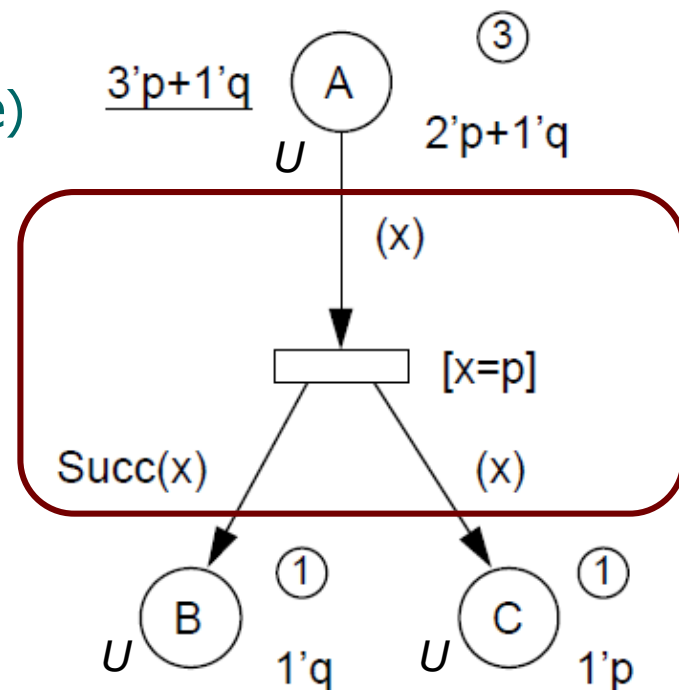 3
e)
3'p+1'q
A
2'p+1'q
U
(x)
[x=p]
Succ(x)
(x)
1
1
B
C
U
1'q
U
1'p